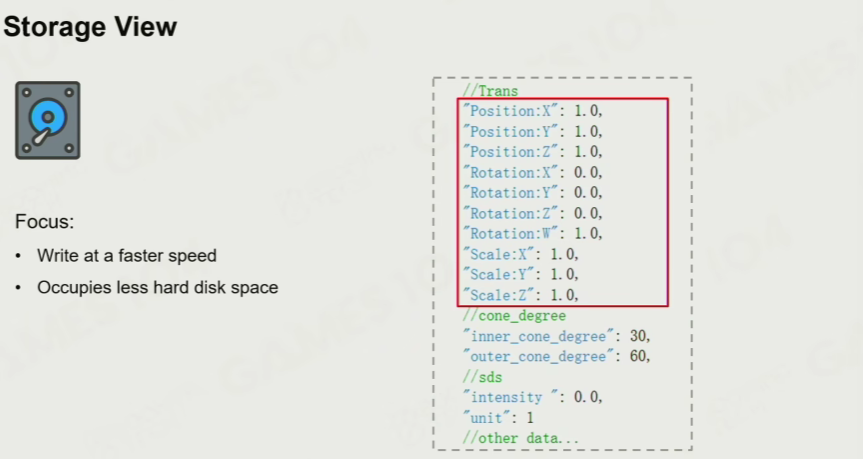 Storage View
Focus:
• Write at a faster speed
• Occupies less hard disk space
//Trans
"Position:X": 1.0,
"Position:Y": 1.0,
"Position:Z": 1.0,
"Rotation:X": 0.0,
"Rotation:Y": 0.0,
"Rotation:Z": 0.0,
"Rotation:W": 1.0,
"Scale:X": 1.0,
"Scale:Y": 1.0,
"Scale:Z": 1.0,
//cone_degree
"inner_cone_degree": 30,
"outer_cone_degree": 60,
//sds
"intensity ": 0.0,
"unit": 1
//other data...
GAMES104